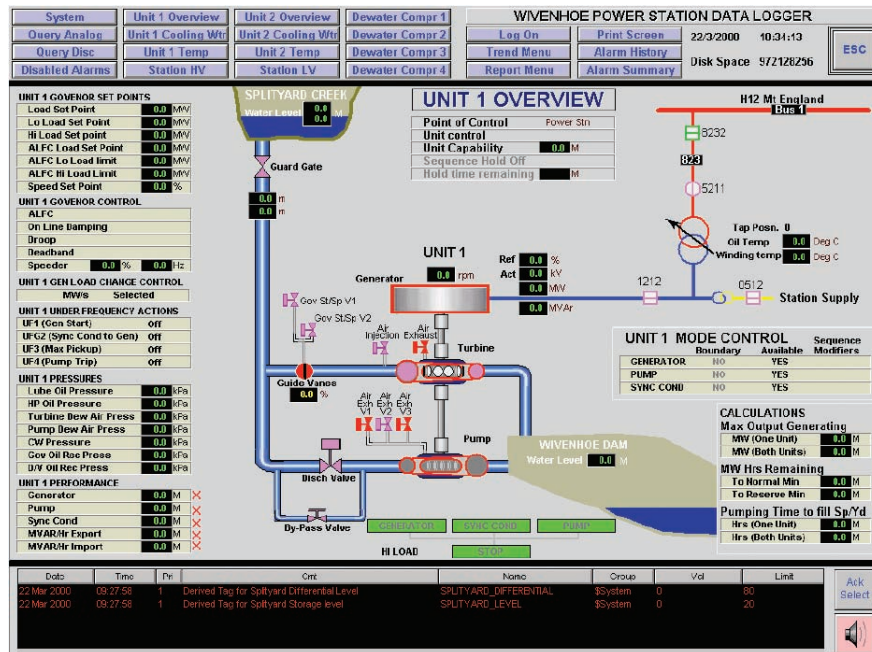 System Unit 1 Overview Unit 2 Overview Dewater Compr 1 WIVENHOE POWER STATION DATA LOGGER
Query Analog Unit 1 Cooling Wtr Unit 2 Cooling Wtr Dewater Compr 2 Log On Print Screen 22/3/2000 10:34:13
Query Disc Unit 1 Temp Unit 2 Temp Dewater Compr 3 Trend Menu Alarm History ESC
Disabled Alarms Station HV Station LV Dewater Compr 4 Report Menu Alarm Summary Disk Space 972128256
UNIT 1 GOVENOR SET POINTS
Load Set Point 0.0 MW
Lo Load Set Point 0.0 MW
Hi Load Set point 0.0 MW
ALFC Load Set Point 0.0 MW
ALFC Lo Load limit 0.0 MW
ALFC Hi Load Limit 0.0 MW
Speed Set Point 0.0 %
UNIT 1 GOVENOR CONTROL
ALFC
On Line Damping
Droop
Deadband
Speeder 0.0 % 0.0 Hz
UNIT 1 GEN LOAD CHANGE CONTROL
MW/s Selected
UNIT 1 UNDER FREQUENCY ACTIONS
UF1 (Gen Start) Off
UFG2 (Sync Cond to Gen) Off
UF3 (Max Pickup) Off
UF4 (Pump Trip) Off
UNIT 1 PRESSURES
Lube Oil Pressure 0.0 kPa
HP Oil Pressure 0.0 kPa
Turbine Dew Air Press 0.0 kPa
Pump Dew Air Press 0.0 kPa
CW Pressure 0.0 kPa
Gov Oil Rec Press 0.0 kPa
D/V Oil Rec Press 0.0 kPa
UNIT 1 PERFORMANCE
Generator 0.0 M
Pump 0.0 M
Sync Cond 0.0 M
MVAR/Hr Export 0.0 M
MVAR/Hr Import 0.0 M
SPLITYARD CREEK
Water Level 0.0 M
0.0
Guard Gate
0.0 m
0.0 m
UNIT 1 OVERVIEW
Point of Control Power Stn
Unit control
Unit Capability 0.0 M
Sequence Hold Off
Hold time remaining M
H12 Mt England
Bus 1
8232
823
5211
Tap Posn. 0
Oil Temp 0.0 Deg C
Winding temp 0.0 Deg C
1212
0512
Station Supply
UNIT 1
Generator 0.0 rpm
Ref 0.0 %
Act 0.0 kV
0.0 MW
0.0 MVAr
Gov St/Sp V1
Gov St/Sp V2
Air Injection
Air Exhaust
Turbine
Guide Vanes
0.0 %
Air Exh V1
Air Exh V2
Air Exh V3
Pump
Disch Valve
By-Pass Valve
WIVENHOE DAM
Water Level 0.0 M
GENERATOR SYNC COND PUMP
HI LOAD STOP
UNIT 1 MODE CONTROL Sequence
Boundary Available Modifiers
GENERATOR NO YES
PUMP NO YES
SYNC COND NO YES
CALCULATIONS
Max Output Generating
MW (One Unit) 0.0 M
MW (Both Units) 0.0 M
MW Hrs Remaining
To Normal Min 0.0 M
To Reserve Min 0.0 M
Pumping Time to fill Sp/Yd
Hrs (One Unit) 0.0 M
Hrs (Both Units) 0.0 M
Date Time Pri Cmt Name Group Val Limit
22 Mar 2000 09:27:58 1 Derived Tag for Splityard Differential Level SPLITYARD_DIFFERENTIAL $System 0 80
22 Mar 2000 09:27:58 1 Derived Tag for Splityard Storage level SPLITYARD_LEVEL $System 0 20
Ack
Select